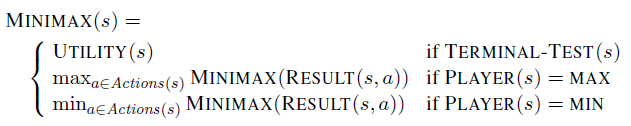 MINIMAX(s) =
UTILITY(s) if TERMINAL-TEST(s)
max_{a∈Actions(s)} MINIMAX(RESULT(s, a)) if PLAYER(s) = MAX
min_{a∈Actions(s)} MINIMAX(RESULT(s, a)) if PLAYER(s) = MIN